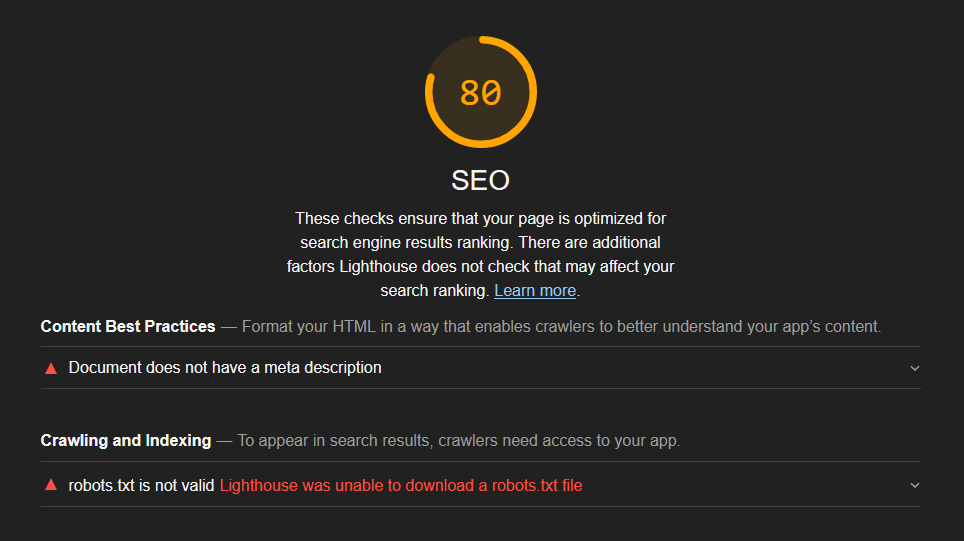 80
SEO
These checks ensure that your page is optimized for
search engine results ranking. There are additional
factors Lighthouse does not check that may affect your
search ranking. Learn more.
Content Best Practices — Format your HTML in a way that enables crawlers to better understand your app’s content.
Document does not have a meta description
Crawling and Indexing — To appear in search results, crawlers need access to your app.
robots.txt is not valid Lighthouse was unable to download a robots.txt file